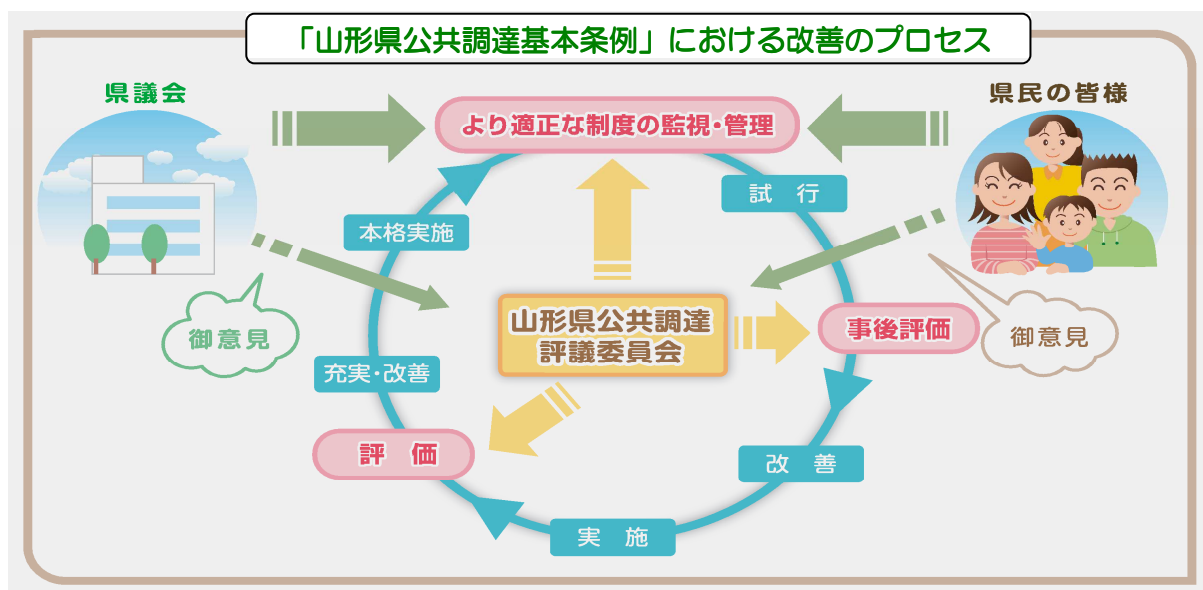 「山形県公共調達基本条例」における改善のプロセス
県議会
県民の皆様
より適正な制度の監視・管理
試 行
本格実施
御意見
山形県公共調達
評議委員会
事後評価
御意見
充実・改善
評 価
改 善
実 施